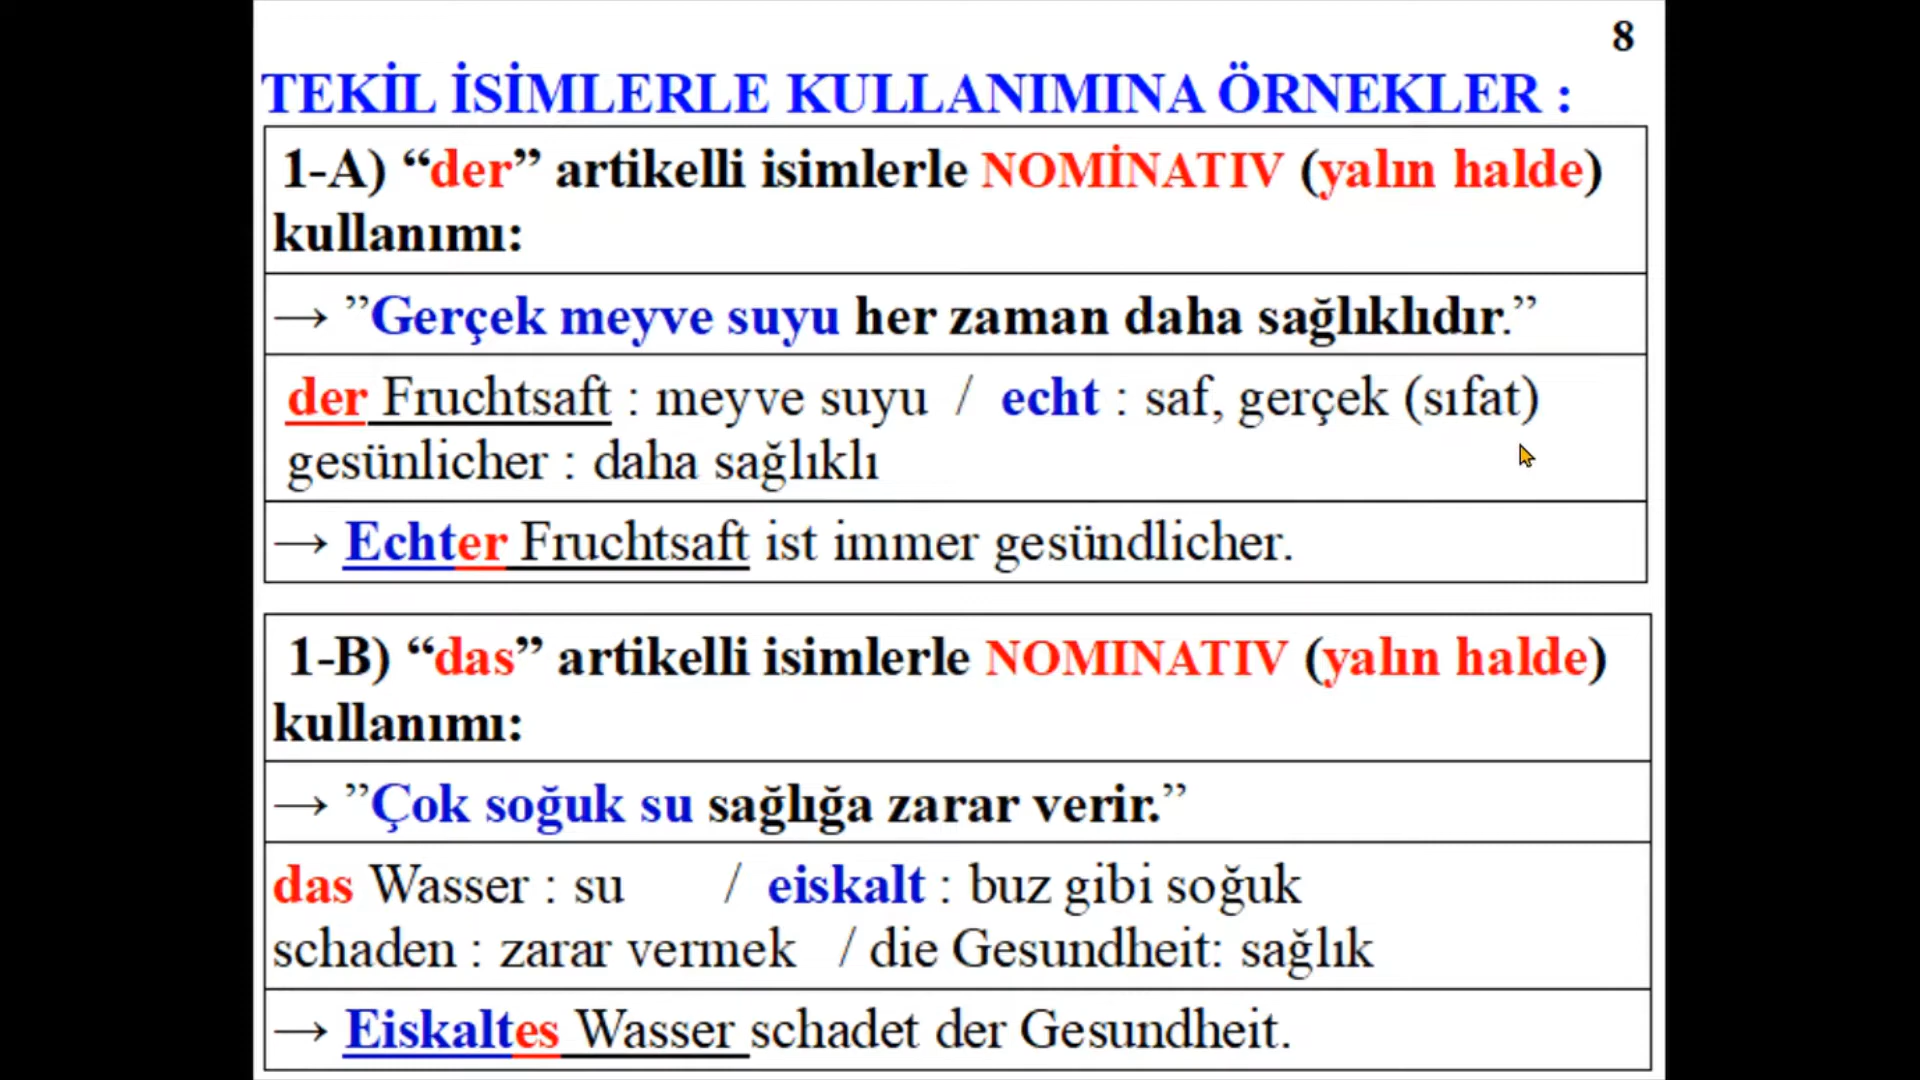 8
TEKİL İSİMLERLE KULLANIMINA ÖRNEKLER :
1-A) “der” artikelli isimlerle NOMİNATIV (yalın halde)
kullanımı:
→ ”Gerçek meyve suyu her zaman daha sağlıklıdır.”
der Fruchtsaft : meyve suyu / echt : saf, gerçek (sıfat)
gesünlicher : daha sağlıklı
→ Echter Fruchtsaft ist immer gesündlicher.
1-B) “das” artikelli isimlerle NOMINATIV (yalın halde)
kullanımı:
→ ”Çok soğuk su sağlığa zarar verir.”
das Wasser : su / eiskalt : buz gibi soğuk
schaden : zarar vermek / die Gesundheit: sağlık
→ Eiskaltes Wasser schadet der Gesundheit.